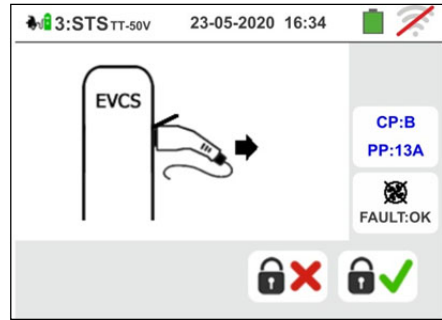 3:STS TT-50V 23-05-2020 16:34
EVCS
CP:B
PP:13A
FAULT:OK